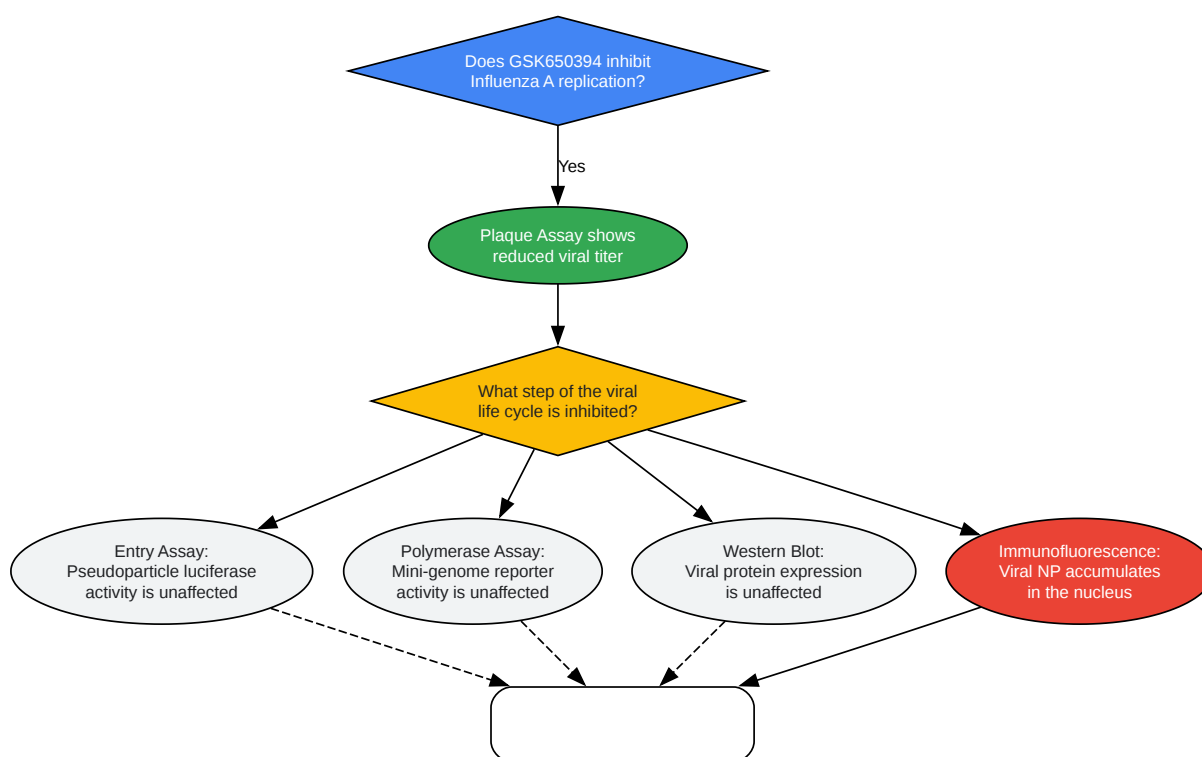 Does GSK650394 inhibit
Influenza A replication?
Yes
Plaque Assay shows
reduced viral titer
What step of the viral
life cycle is inhibited?
Entry Assay:
Pseudoparticle luciferase
activity is unaffected
Polymerase Assay:
Mini-genome reporter
activity is unaffected
Western Blot:
Viral protein expression
is unaffected
Immunofluorescence:
Viral NP accumulates
in the nucleus